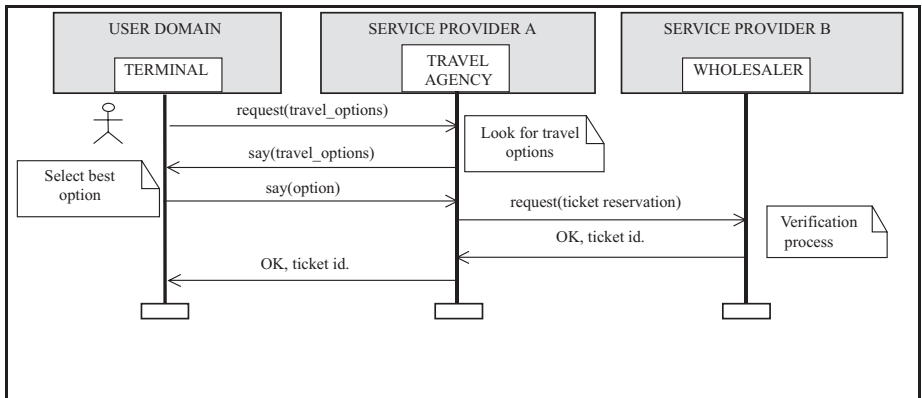 USER DOMAIN
SERVICE PROVIDER A
SERVICE PROVIDER B
TERMINAL
TRAVEL
AGENCY
WHOLESALER
request(travel_options)
Look for travel
options
say(travel_options)
Select best
option
say(option)
request(ticket reservation)
Verification
process
OK, ticket id.
OK, ticket id.